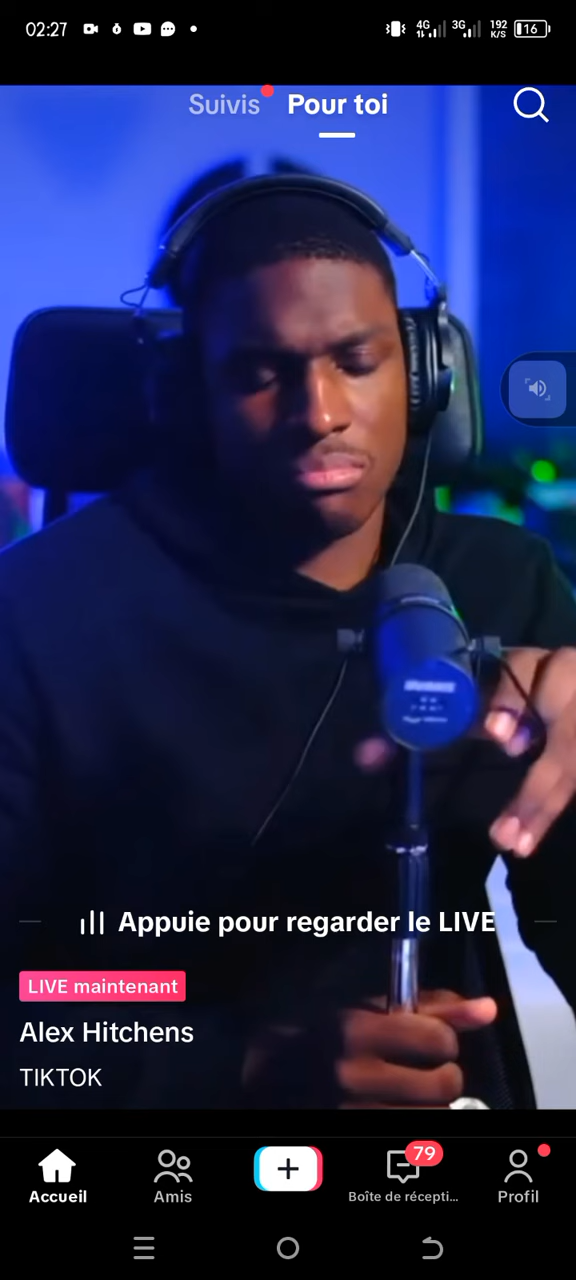 02:27
4G
3G
192
K/S
16
Suivis
Pour toi
Appuie pour regarder le LIVE
LIVE maintenant
Alex Hitchens
TIKTOK
79
Accueil
Amis
Boîte de récepti...
Profil